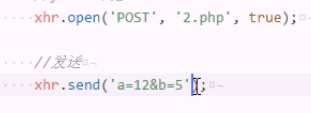 xhr.open('POST', '2.php', true);
//发送
xhr.send('a=12&b=5');